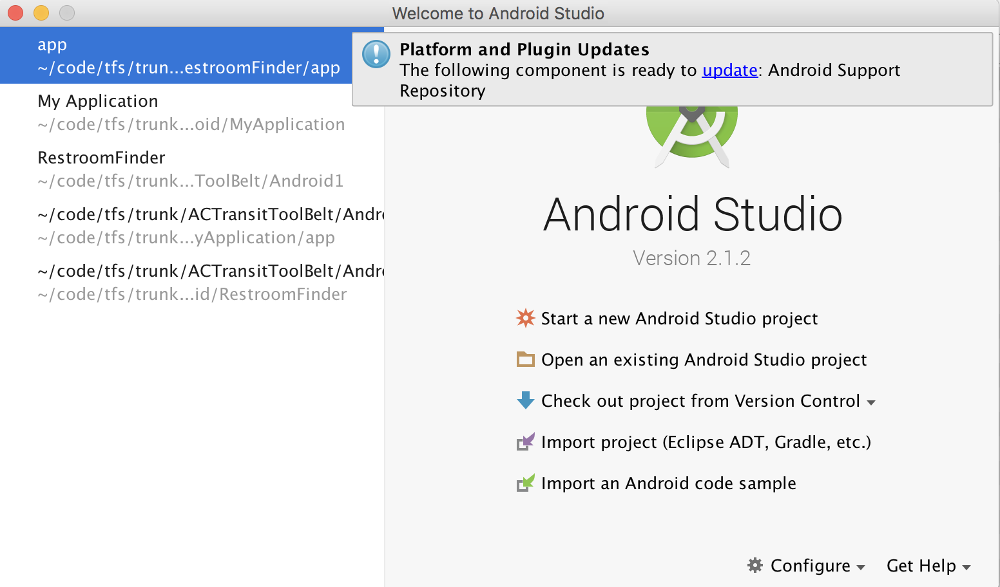 Welcome to Android Studio
app
~/code/tfs/trun...estroomFinder/app
My Application
~/code/tfs/trunk...oid/MyApplication
RestroomFinder
~/code/tfs/trunk...ToolBelt/Android1
~/code/tfs/trunk/ACTransitToolBelt/Andro
~/code/tfs/trunk...yApplication/app
~/code/tfs/trunk/ACTransitToolBelt/Andro
~/code/tfs/trunk...id/RestroomFinder
Platform and Plugin Updates
The following component is ready to update: Android Support
Repository
Android Studio
Version 2.1.2
Start a new Android Studio project
Open an existing Android Studio project
Check out project from Version Control
Import project (Eclipse ADT, Gradle, etc.)
Import an Android code sample
Configure
Get Help